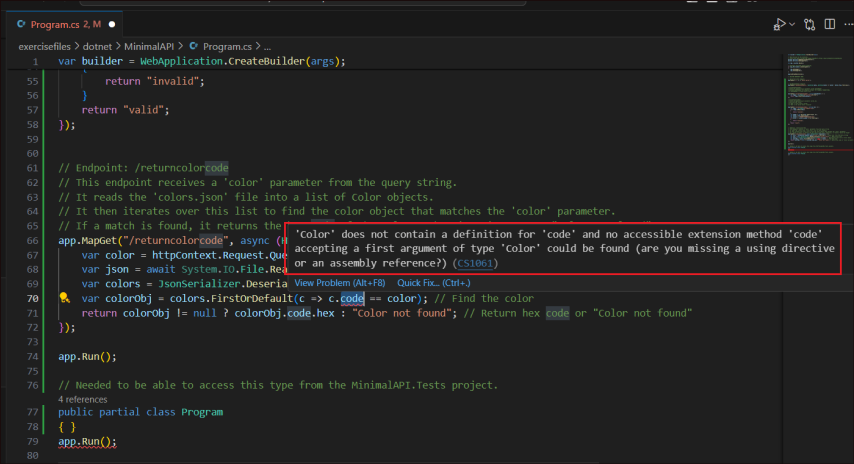 Program.cs 2, M
exercisefiles > dotnet > MinimalAPI > Program.cs > ...
1 var builder = WebApplication.CreateBuilder(args);
55 return "invalid";
56 }
57 return "valid";
58 });
59
60
61 // Endpoint: /returncolorcode
62 // This endpoint receives a 'color' parameter from the query string.
63 // It reads the 'colors.json' file into a list of Color objects.
64 // It then iterates over this list to find the color object that matches the 'color' parameter.
65 // If a match is found, it returns the
'Color' does not contain a definition for 'code' and no accessible extension method 'code'
accepting a first argument of type 'Color' could be found (are you missing a using directive
or an assembly reference?) (CS1061)
View Problem (Alt+F8) Quick Fix... (Ctrl+.)
66 app.MapGet("/returncolorcode", async (H
67 var color = httpContext.Request.Que
68 var json = await System.IO.File.Rea
69 var colors = JsonSerializer.Deseria
70 var colorObj = colors.FirstOrDefault(c => c.code == color); // Find the color
71 return colorObj != null ? colorObj.code.hex : "Color not found"; // Return hex code or "Color not found"
72 });
73
74 app.Run();
75
76 // Needed to be able to access this type from the MinimalAPI.Tests project.
4 references
77 public partial class Program
78 { }
79 app.Run();
80